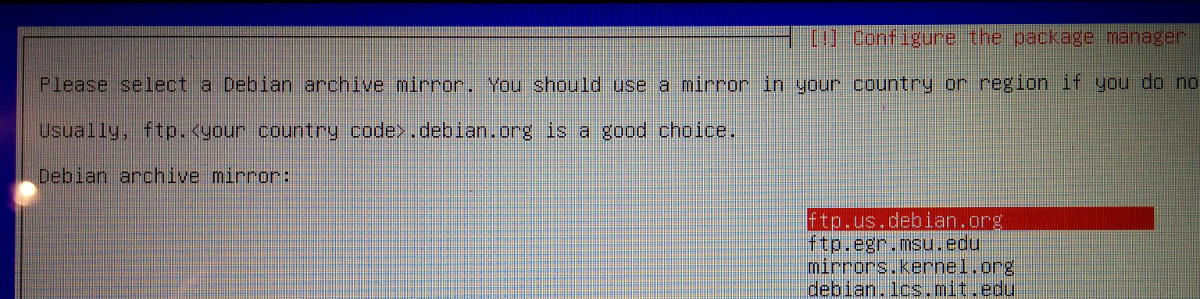 [!] Configure the package manager
Please select a Debian archive mirror. You should use a mirror in your country or region if you do no
Usually, ftp.<your country code>.debian.org is a good choice.
Debian archive mirror:
ftp.us.debian.org
ftp.egr.msu.edu
mirrors.kernel.org
debian.lcs.mit.edu